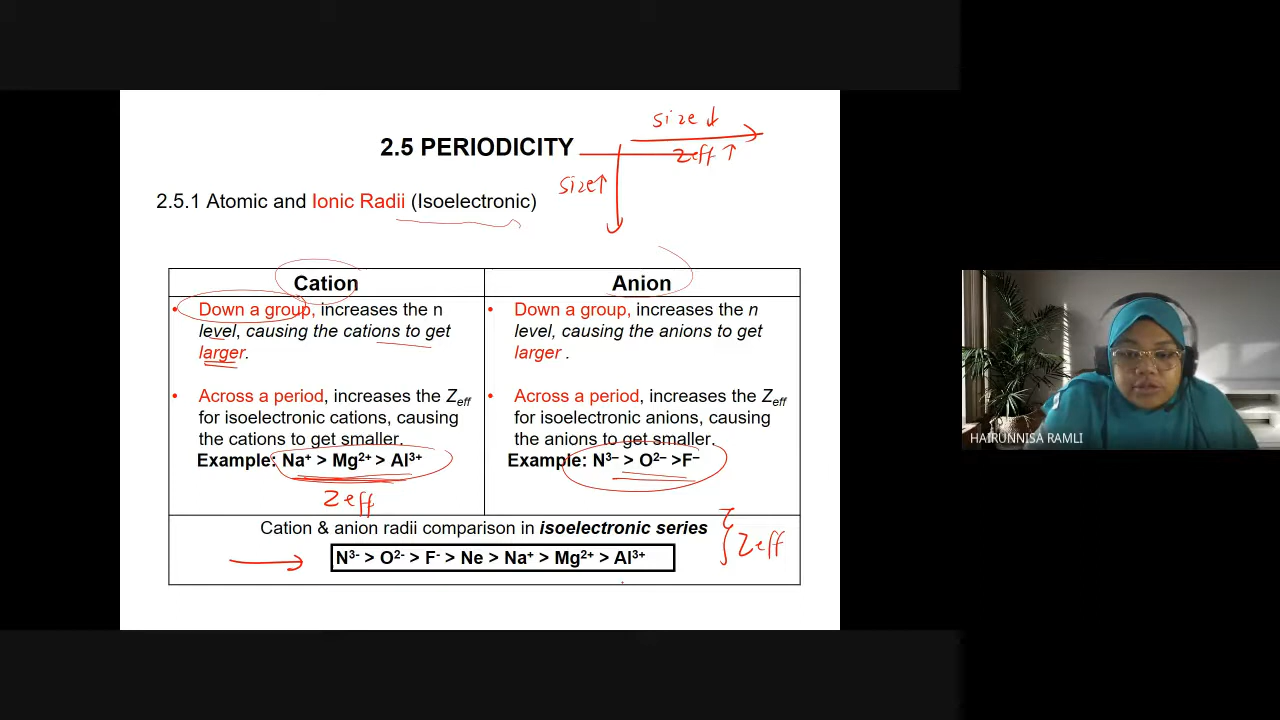 size ↓
2.5 PERIODICITY
Zeff ↑
size↑
2.5.1 Atomic and Ionic Radii (Isoelectronic)
Cation
• Down a group, increases the n
level, causing the cations to get
larger.
• Across a period, increases the Zeff
for isoelectronic cations, causing
the cations to get smaller.
Example: Na⁺ > Mg²⁺ > Al³⁺
Zeff
Anion
• Down a group, increases the n
level, causing the anions to get
larger .
• Across a period, increases the Zeff
for isoelectronic anions, causing
the anions to get smaller.
Example: N³⁻ > O²⁻ >F⁻
Cation & anion radii comparison in isoelectronic series
N³⁻ > O²⁻ > F⁻ > Ne > Na⁺ > Mg²⁺ > Al³⁺
Zeff
HAIRUNNISA RAMLI